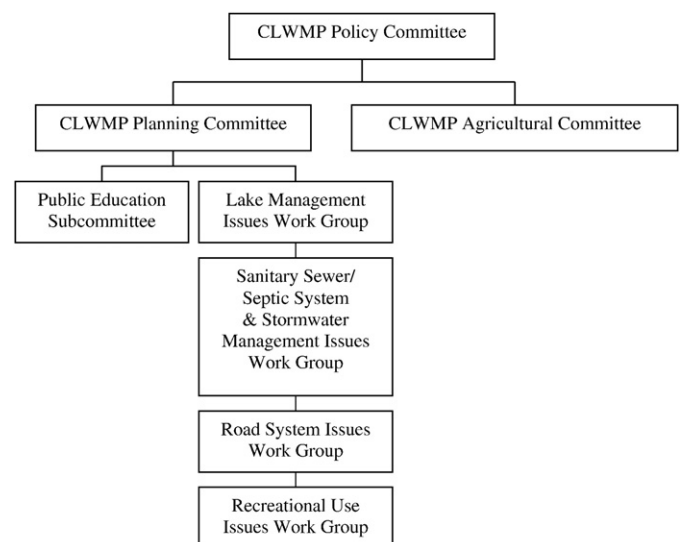 CLWMP Policy Committee
CLWMP Planning Committee
CLWMP Agricultural Committee
Public Education
Subcommittee
Lake Management
Issues Work Group
Sanitary Sewer/
Septic System
& Stormwater
Management Issues
Work Group
Road System Issues
Work Group
Recreational Use
Issues Work Group